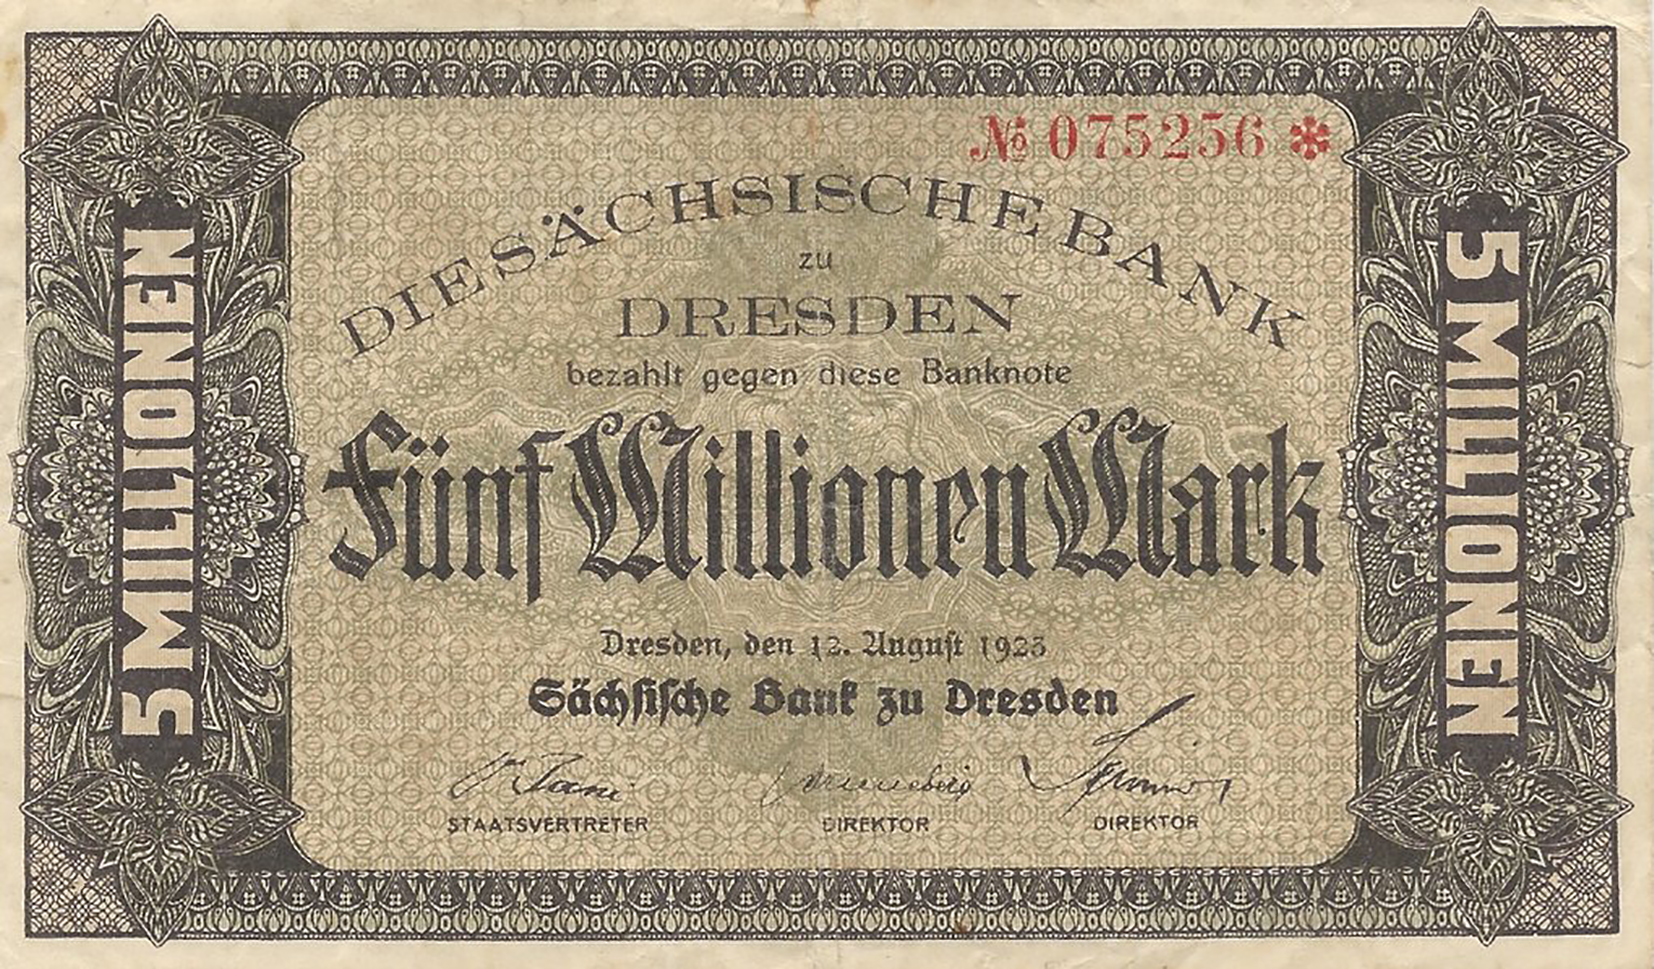 № 075256 *
DIE SÄCHSISCHE BANK
zu
DRESDEN
bezahlt gegen diese Banknote
Fünf Millionen Mark
Dresden, den 12. August 1923
Sächsische Bank zu Dresden
STAATSVERTRETER
DIREKTOR
DIREKTOR
5 MILLIONEN
5 MILLIONEN